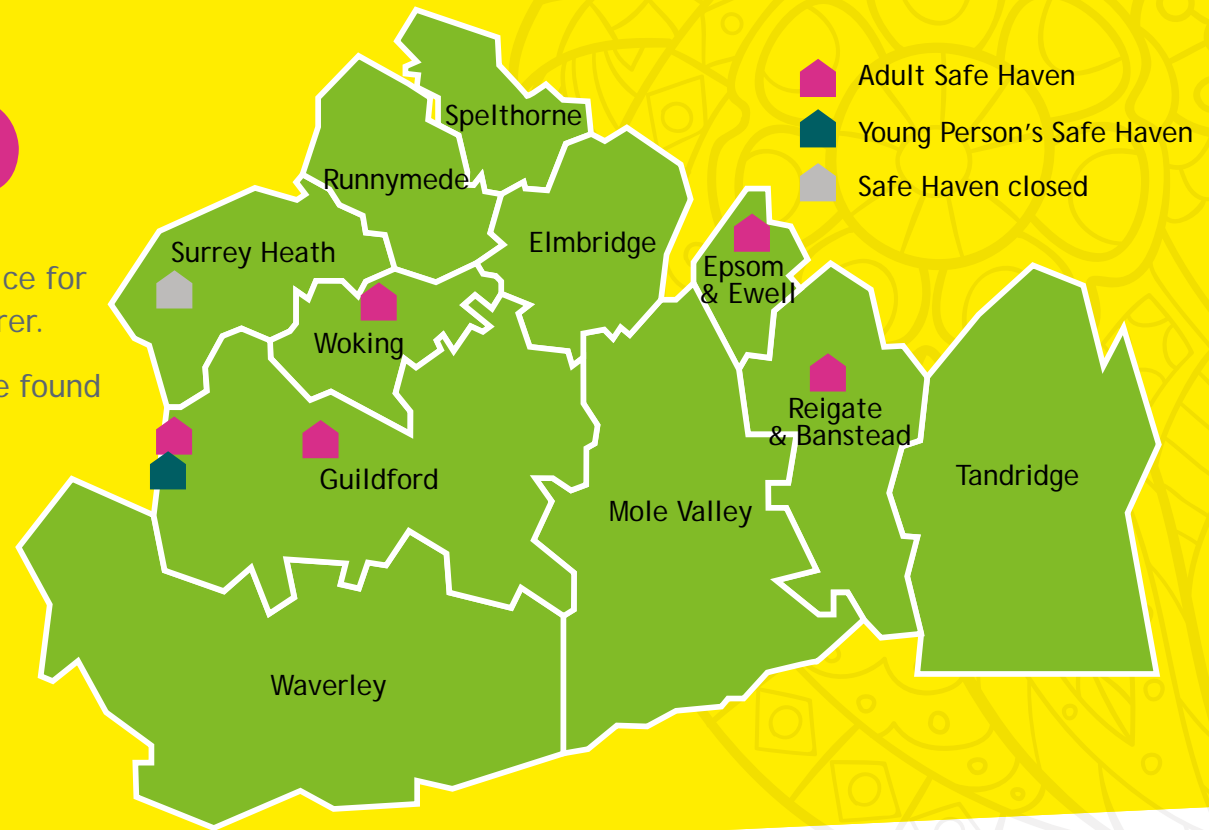 Adult Safe Haven
Young Person's Safe Haven
Safe Haven closed
Spelthorne
Runnymede
Elmbridge
Surrey Heath
Epsom
& Ewell
Woking
Reigate
& Banstead
Guildford
Tandridge
Mole Valley
Waverley
ce for
rer.
e found